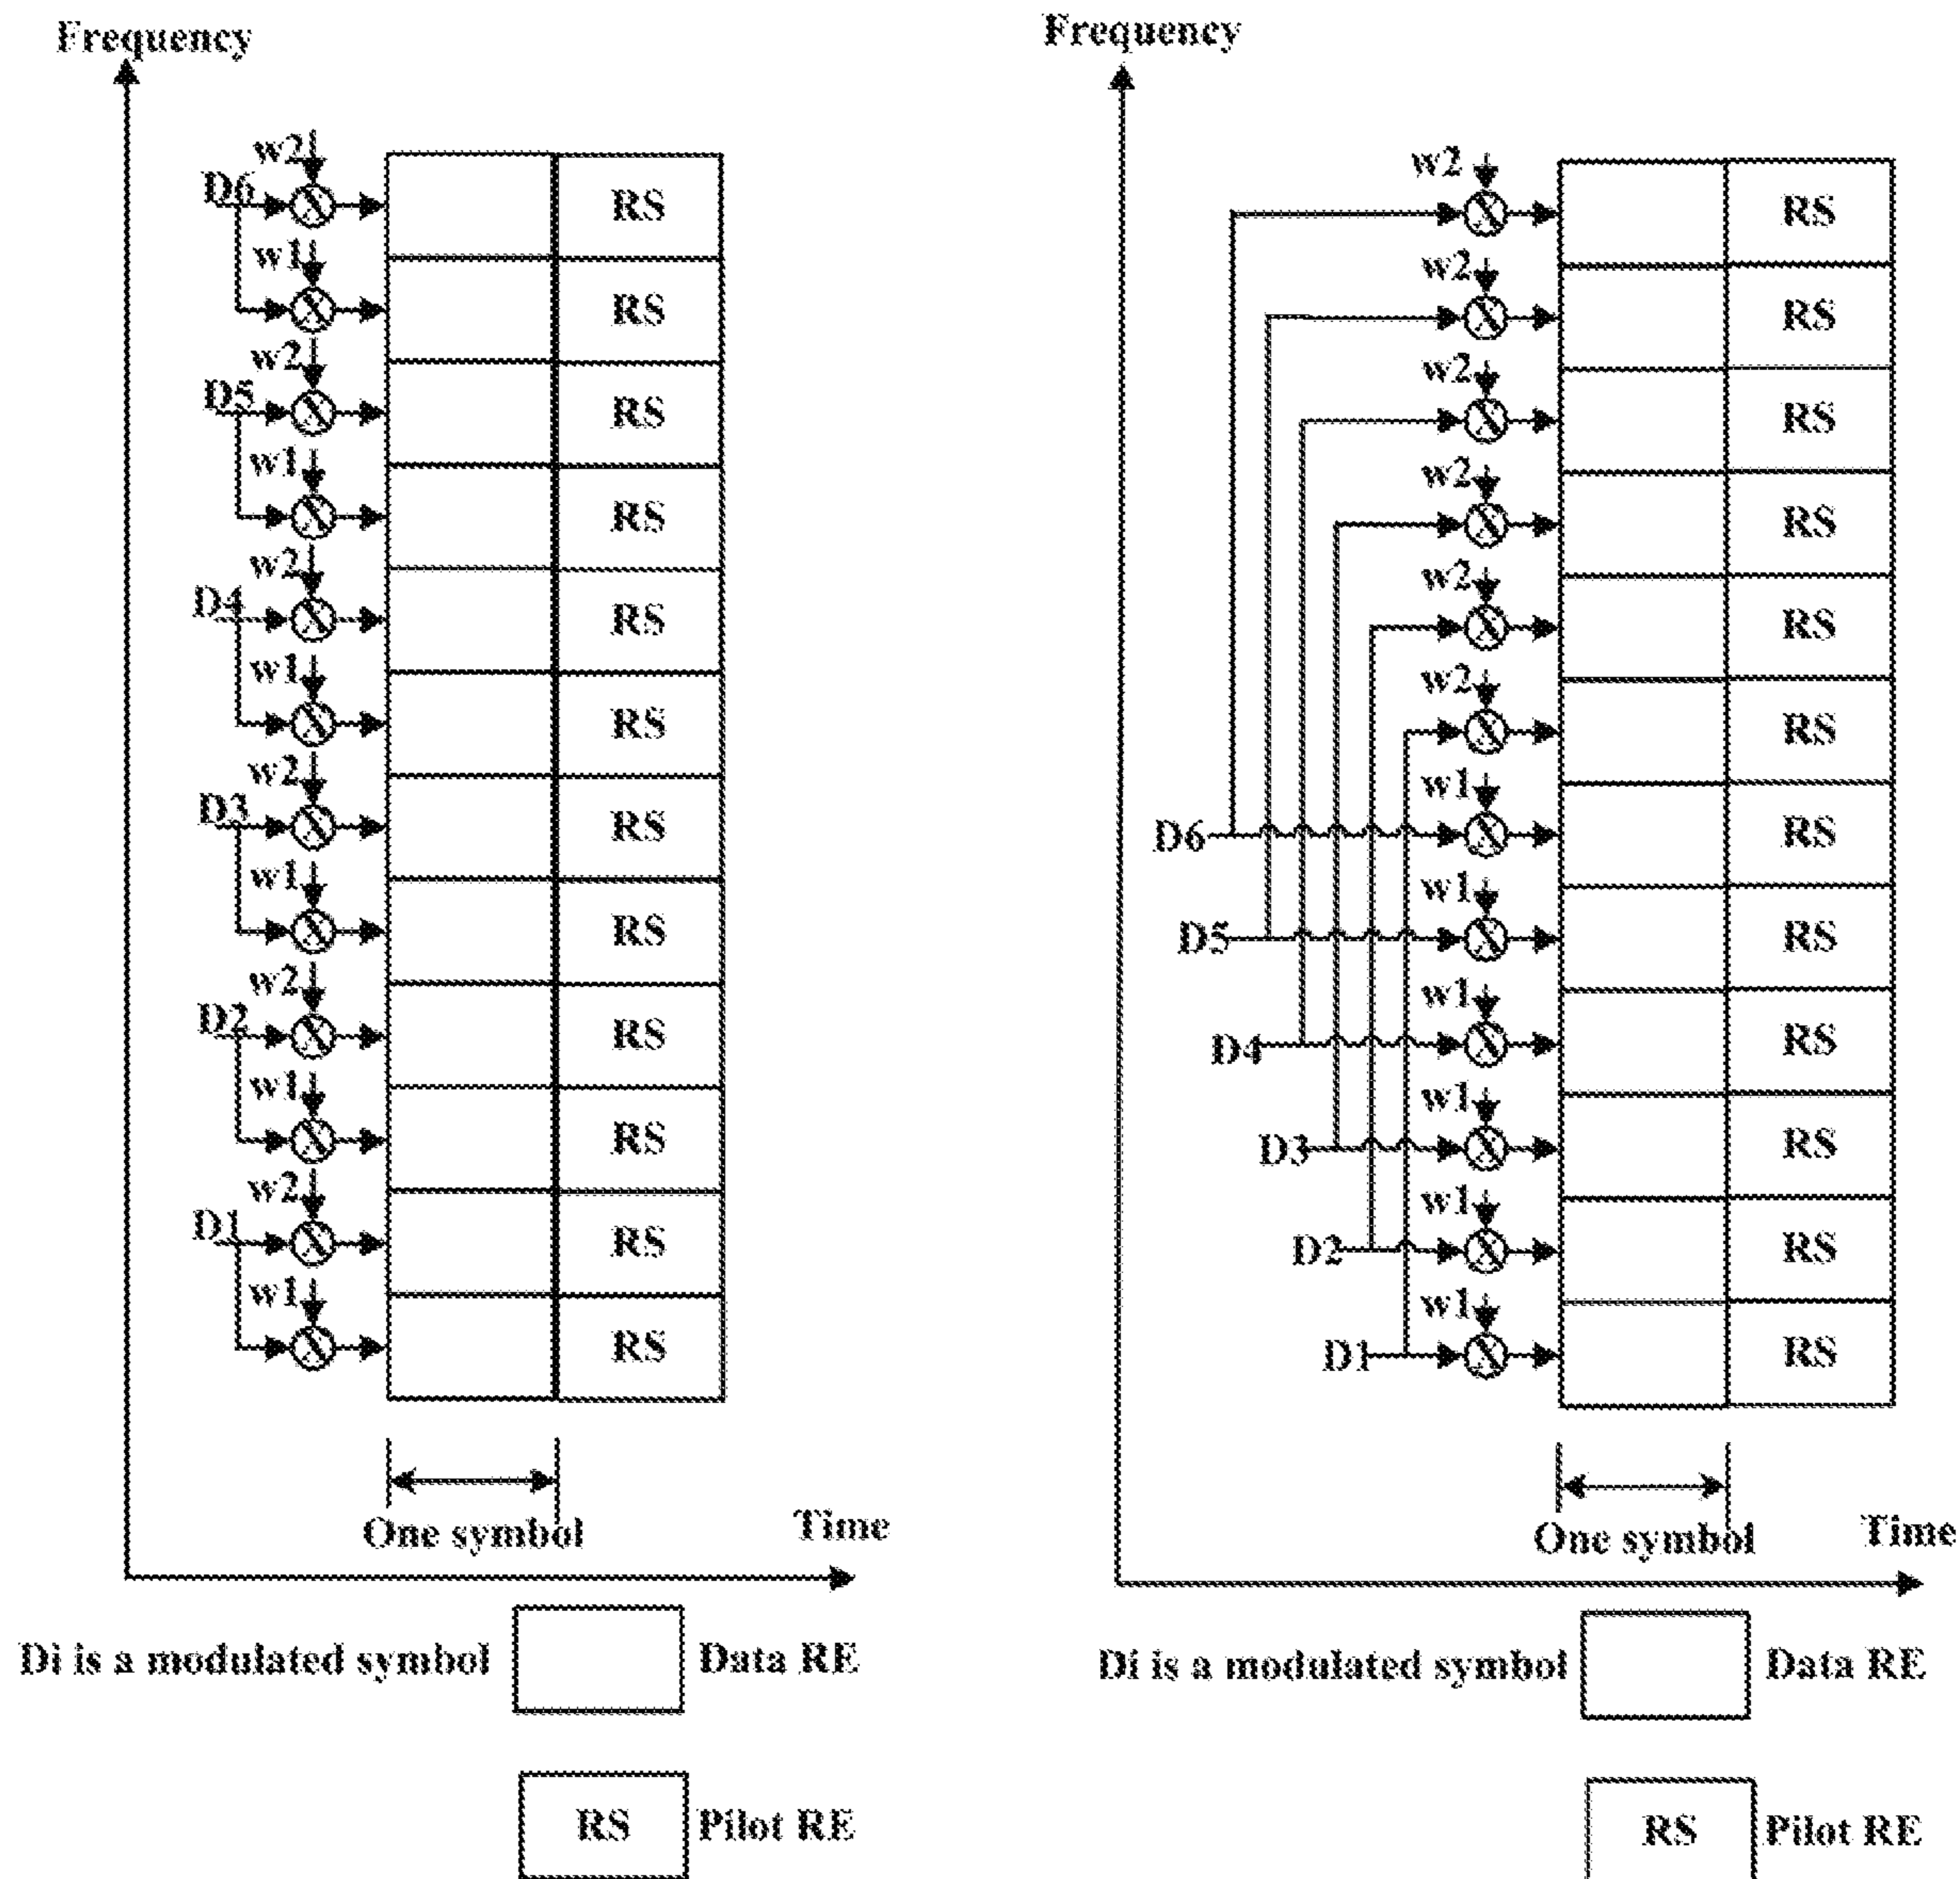 Frequency
w2
D6
RS
w1
RS
w2
D5
RS
w1
RS
w2
D4
RS
w1
RS
w2
D3
RS
w1
RS
w2
D2
RS
w1
RS
w2
D1
RS
w1
RS
One symbol
Time
Di is a modulated symbol
Data RE
RS
Pilot RE
Frequency
w2
RS
w2
RS
w2
RS
w2
RS
w2
RS
w2
RS
w1
D6
RS
w1
D5
RS
w1
D4
RS
w1
D3
RS
w1
D2
RS
w1
D1
RS
One symbol
Time
Di is a modulated symbol
Data RE
RS
Pilot RE